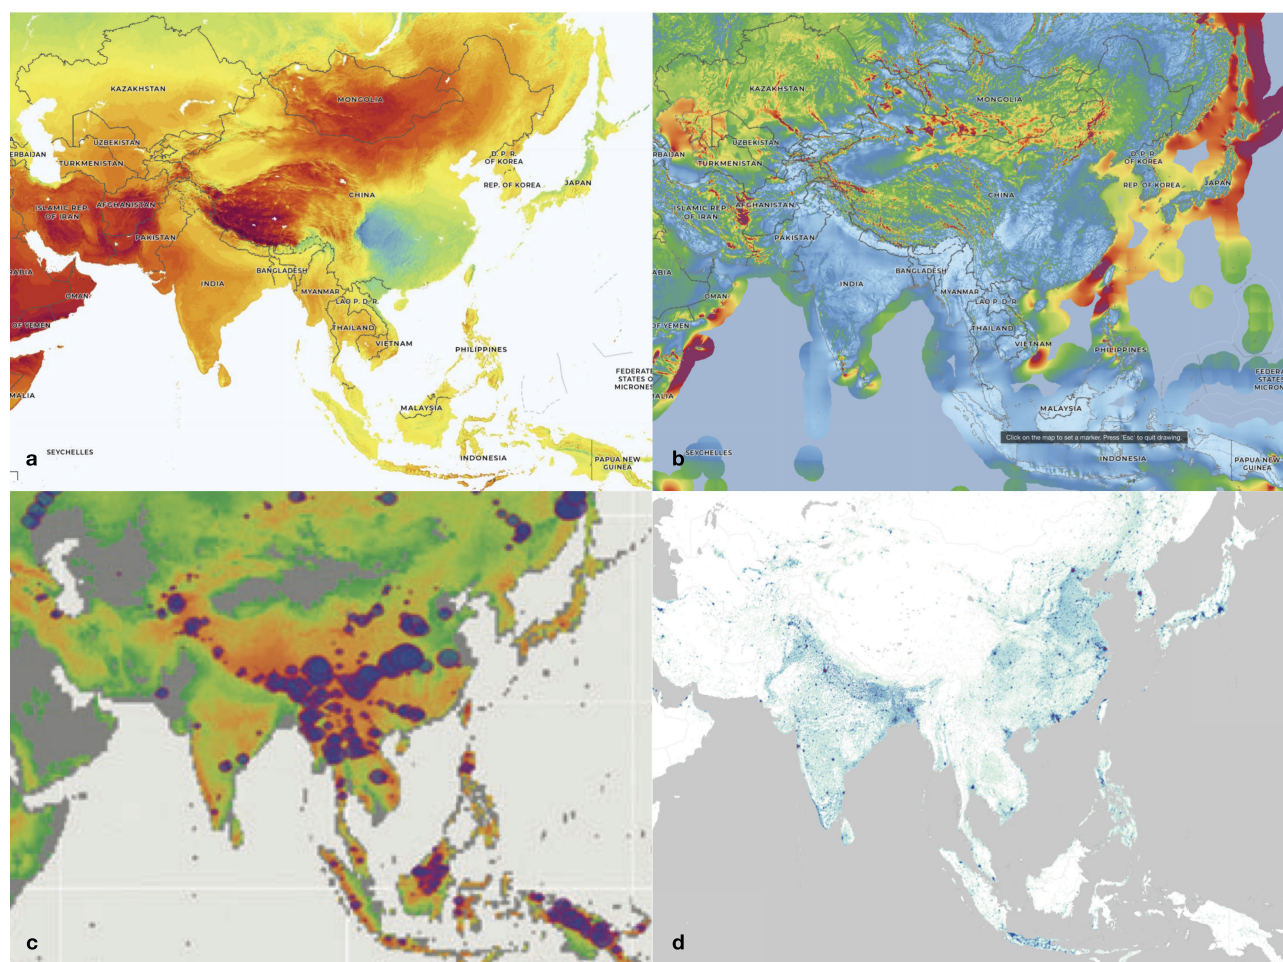 KAZAKHSTAN
MONGOLIA
UZBEKISTAN
ERBAIJAN
TURKMENISTAN
D. P. R.
OF KOREA
REP. OF KOREA
JAPAN
CHINA
ISLAMIC REP.
OF IRAN
AFGHANISTAN
PAKISTAN
BANGLADESH
INDIA
MYANMAR
ARABIA
OMAN
LAO P. D. R.
OF YEMEN
THAILAND
VIETNAM
PHILIPPINES
FEDERATE
STATES O
MICRONES
MALIA
MALAYSIA
SEYCHELLES
INDONESIA
PAPUA NEW
GUINEA
a
KAZAKHSTAN
MONGOLIA
UZBEKISTAN
RBAIJAN
TURKMENISTAN
D. P. R.
OF KOREA
REP. OF KOREA
JAPAN
CHINA
ISLAMIC REP.
OF IRAN
AFGHANISTAN
PAKISTAN
BANGLADESH
INDIA
MYANMAR
ABIA
OMAN
LAO P. D. R.
OF YEMEN
THAILAND
VIETNAM
PHILIPPINES
FEDERA
STATES
MICRON
ALIA
MALAYSIA
Click on the map to set a marker. Press 'Esc' to quit drawing.
SEYCHELLES
INDONESIA
PAPUA NEW
GUINEA
b
c
d